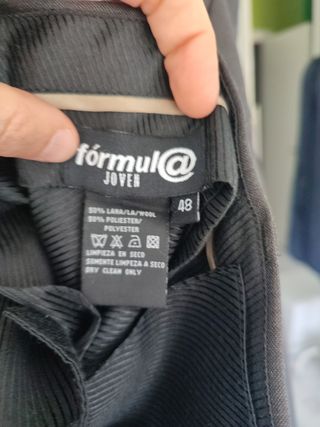 fórmul@
JOVEN
48
50% LANA/LA/WOOL
50% POLIESTER/
POLYESTER
LIMPIEZA EN SECO
SOMENTE LIMPEZA A SECO
DRY CLEAN ONLY